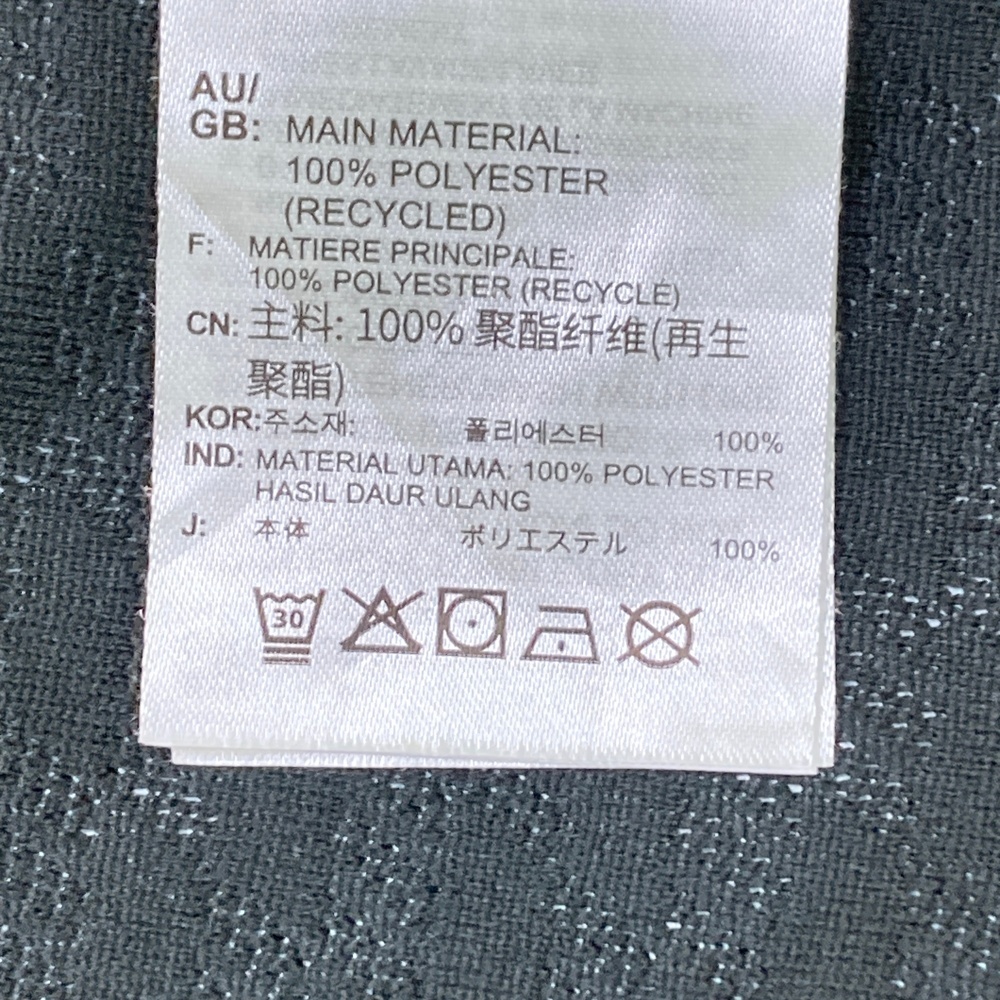 AU/
GB: MAIN MATERIAL:
100% POLYESTER
(RECYCLED)
F: MATIERE PRINCIPALE:
100% POLYESTER (RECYCLE)
CN: 主料: 100% 聚酯纤维(再生
聚酯)
KOR:주소재: 폴리에스터 100%
IND: MATERIAL UTAMA: 100% POLYESTER
HASIL DAUR ULANG
J: 本体 ポリエステル 100%
30